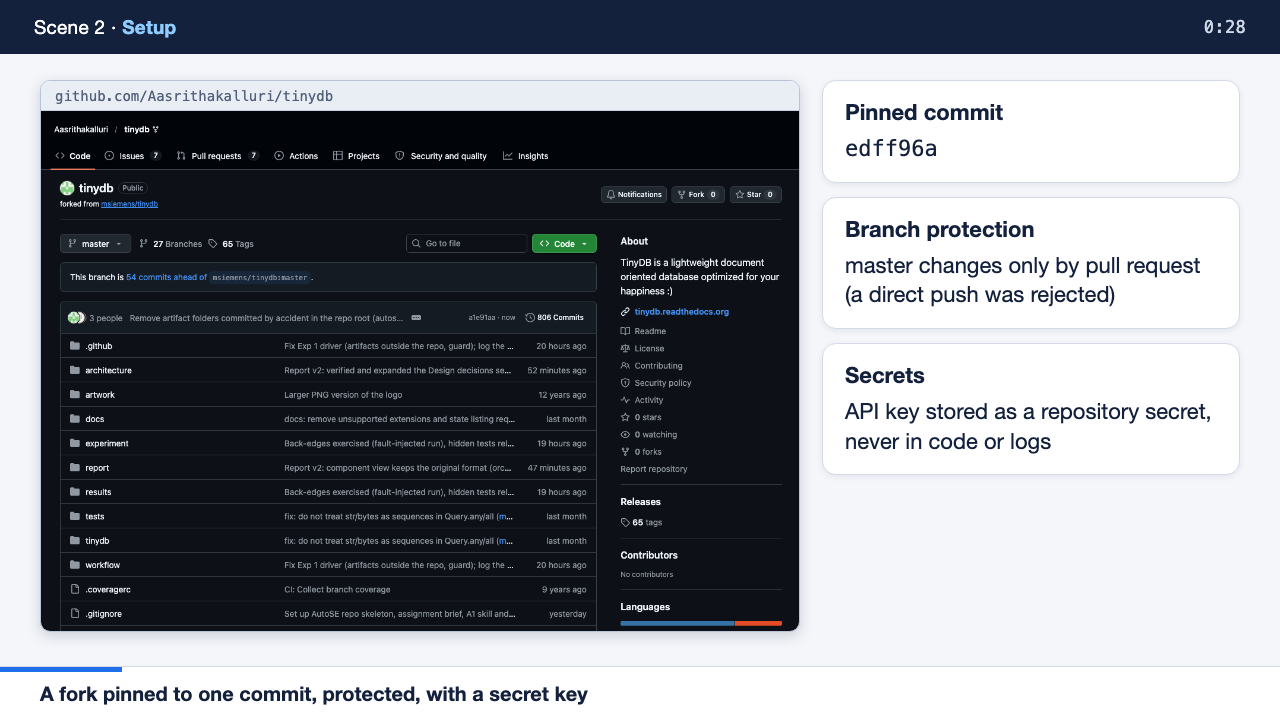 Scene 2 · Setup
0:28
github.com/Aasrithakalluri/tinydb
Aasrithakalluri / tinydb
Code Issues 7 Pull requests 7 Actions Projects Security and quality Insights
tinydb Public
forked from msiemens/tinydb
Notifications Fork 0 Star 0
master 27 Branches 65 Tags Go to file Code
This branch is 54 commits ahead of msiemens/tinydb:master .
3 people Remove artifact folders committed by accident in the repo root (autos... a1e91aa · now 806 Commits
.github Fix Exp 1 driver (artifacts outside the repo, guard); log the ... 20 hours ago
architecture Report v2: verified and expanded the Design decisions se... 52 minutes ago
artwork Larger PNG version of the logo 12 years ago
docs docs: remove unsupported extensions and state listing req... last month
experiment Back-edges exercised (fault-injected run), hidden tests rel... 19 hours ago
report Report v2: component view keeps the original format (orc... 47 minutes ago
results Back-edges exercised (fault-injected run), hidden tests rel... 19 hours ago
tests fix: do not treat str/bytes as sequences in Query.any/all (m... last month
tinydb fix: do not treat str/bytes as sequences in Query.any/all (m... last month
workflow Fix Exp 1 driver (artifacts outside the repo, guard); log the ... 20 hours ago
.coveragerc CI: Collect branch coverage 9 years ago
.gitignore Set up AutoSE repo skeleton, assignment brief, A1 skill and... yesterday
About
TinyDB is a lightweight document
oriented database optimized for your
happiness :)
tinydb.readthedocs.org
Readme
License
Contributing
Security policy
Activity
0 stars
0 watching
0 forks
Report repository
Releases
65 tags
Contributors
No contributors
Languages
Pinned commit
edff96a
Branch protection
master changes only by pull request
(a direct push was rejected)
Secrets
API key stored as a repository secret,
never in code or logs
A fork pinned to one commit, protected, with a secret key